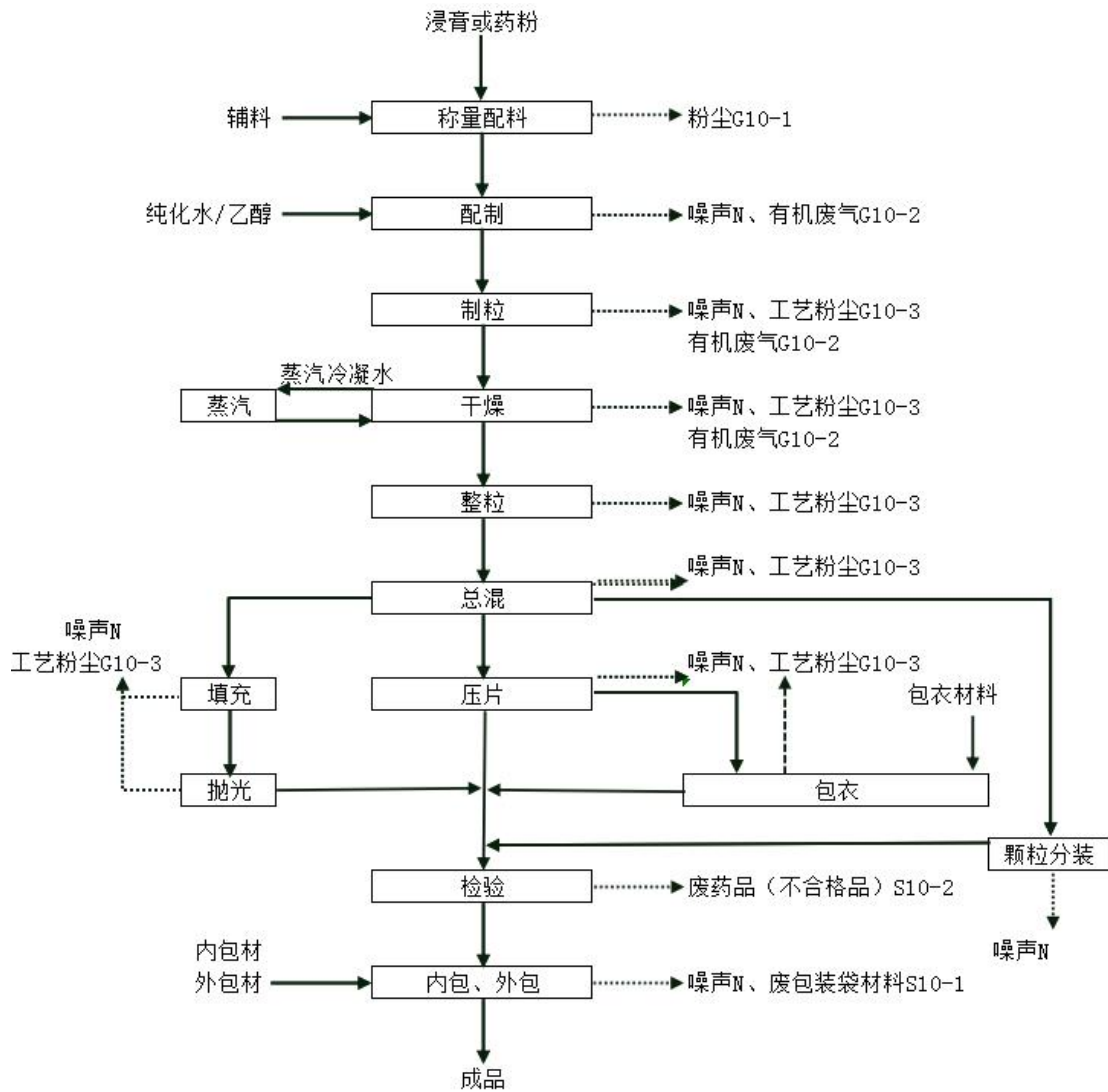 浸膏或药粉
辅料
称量配料
粉尘G10-1
纯化水/乙醇
配制
噪声N、有机废气G10-2
制粒
噪声N、工艺粉尘G10-3
有机废气G10-2
蒸汽冷凝水
蒸汽
干燥
噪声N、工艺粉尘G10-3
有机废气G10-2
整粒
噪声N、工艺粉尘G10-3
噪声N、工艺粉尘G10-3
总混
噪声N
工艺粉尘G10-3
噪声N、工艺粉尘G10-3
填充
压片
包衣材料
抛光
包衣
颗粒分装
检验
废药品（不合格品）S10-2
噪声N
内包材
外包材
内包、外包
噪声N、废包装袋材料S10-1
成品